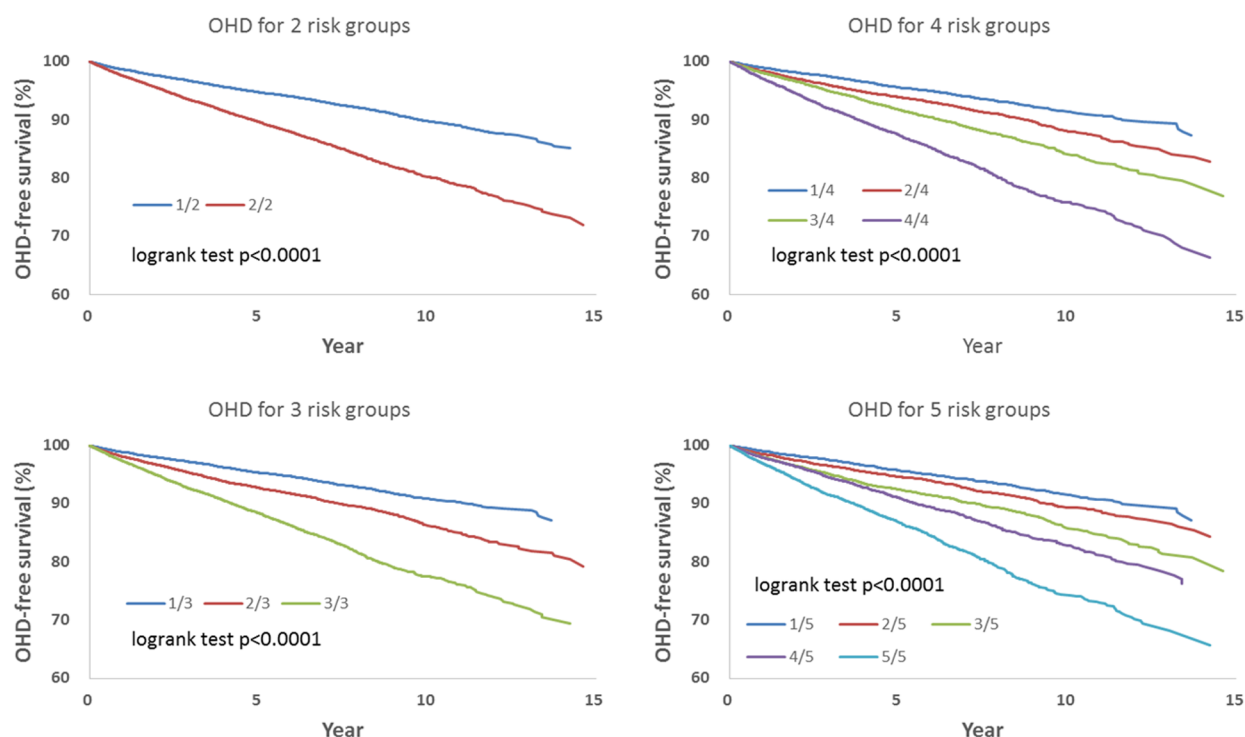 OHD for 2 risk groups
OHD-free survival (%)
100
90
80
70
60
1/2 2/2
logrank test p<0.0001
0 5 10 15
Year
OHD for 4 risk groups
OHD-free survival (%)
100
90
80
70
60
1/4 2/4
3/4 4/4
logrank test p<0.0001
0 5 10 15
Year
OHD for 3 risk groups
OHD-free survival (%)
100
90
80
70
60
1/3 2/3 3/3
logrank test p<0.0001
0 5 10 15
Year
OHD for 5 risk groups
OHD-free survival (%)
100
90
80
70
60
logrank test p<0.0001
1/5 2/5 3/5
4/5 5/5
0 5 10 15
Year